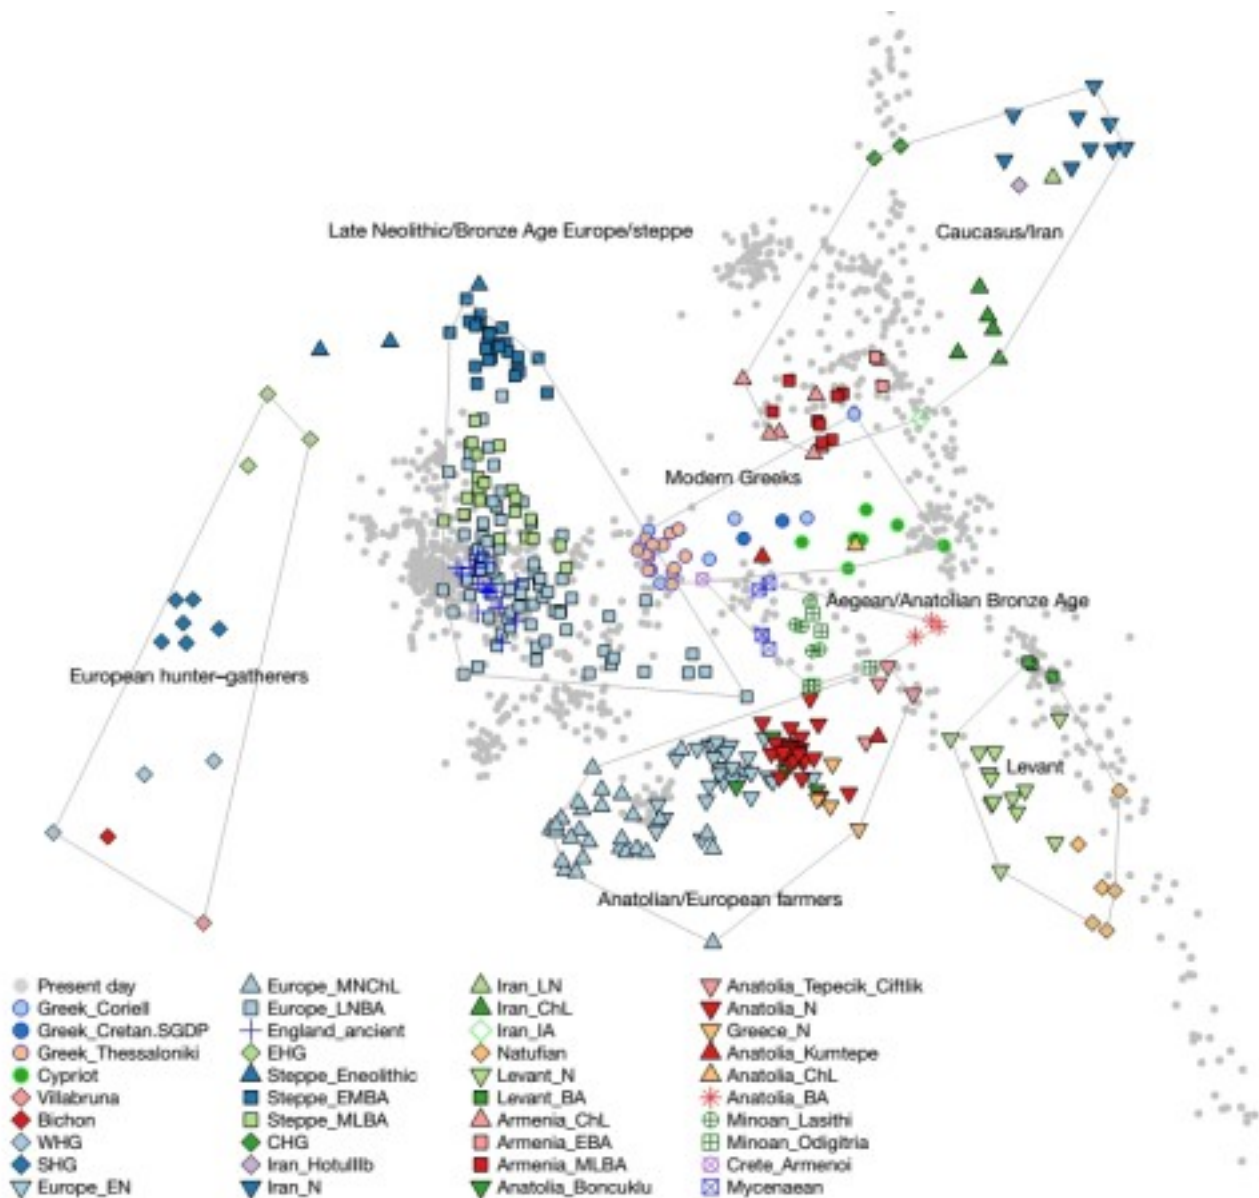 Late Neolithic/Bronze Age Europe/steppe
Caucasus/Iran
Modern Greeks
Aegean/Anatolian Bronze Age
European hunter-gatherers
Levant
Anatolian/European farmers
Present day
Greek_Coriell
Greek_Cretan.SGDP
Greek_Thessaloniki
Cypriot
Villabruna
Bichon
WHG
SHG
Europe_EN
Europe_MNChL
Europe_LNBA
England_ancient
EHG
Steppe_Eneolithic
Steppe_EMBA
Steppe_MLBA
CHG
Iran_HotuIIIb
Iran_N
Iran_LN
Iran_ChL
Iran_IA
Natufian
Levant_N
Levant_BA
Armenia_ChL
Armenia_EBA
Armenia_MLBA
Anatolia_Boncuklu
Anatolia_Tepecik_Ciftlik
Anatolia_N
Greece_N
Anatolia_Kumtepe
Anatolia_ChL
Anatolia_BA
Minoan_Lasithi
Minoan_Odigitria
Crete_Armenoi
Mycenaean